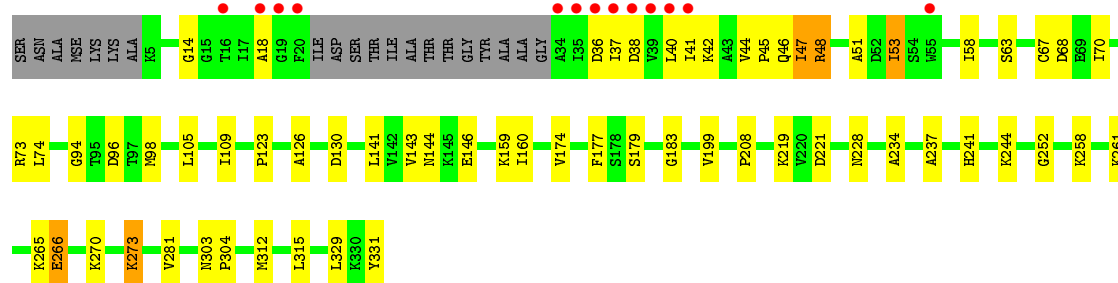 SER ASN ALA MSE LYS LYS ALA K5 G14 G15 T16 I17 A18 G19 F20 ILE ASP SER THR ILE ALA THR THR GLY TYR ALA ALA GLY A34 I35 D36 I37 D38 V39 L40 I41 K42 A43 V44 P45 Q46 I47 R48 A51 D52 I53 S54 W55 I58 S63 C67 D68 E69 I70
R73 L74 G94 T95 D96 T97 M98 L105 I109 P123 A126 D130 L141 V142 V143 N144 K145 E146 K159 I160 V174 F177 S178 S179 G183 V199 P208 K219 V220 D221 N228 A234 A237 H241 K244 G252 K258 K261
K265 E266 K270 K273 V281 N303 P304 M312 L315 L329 K330 Y331